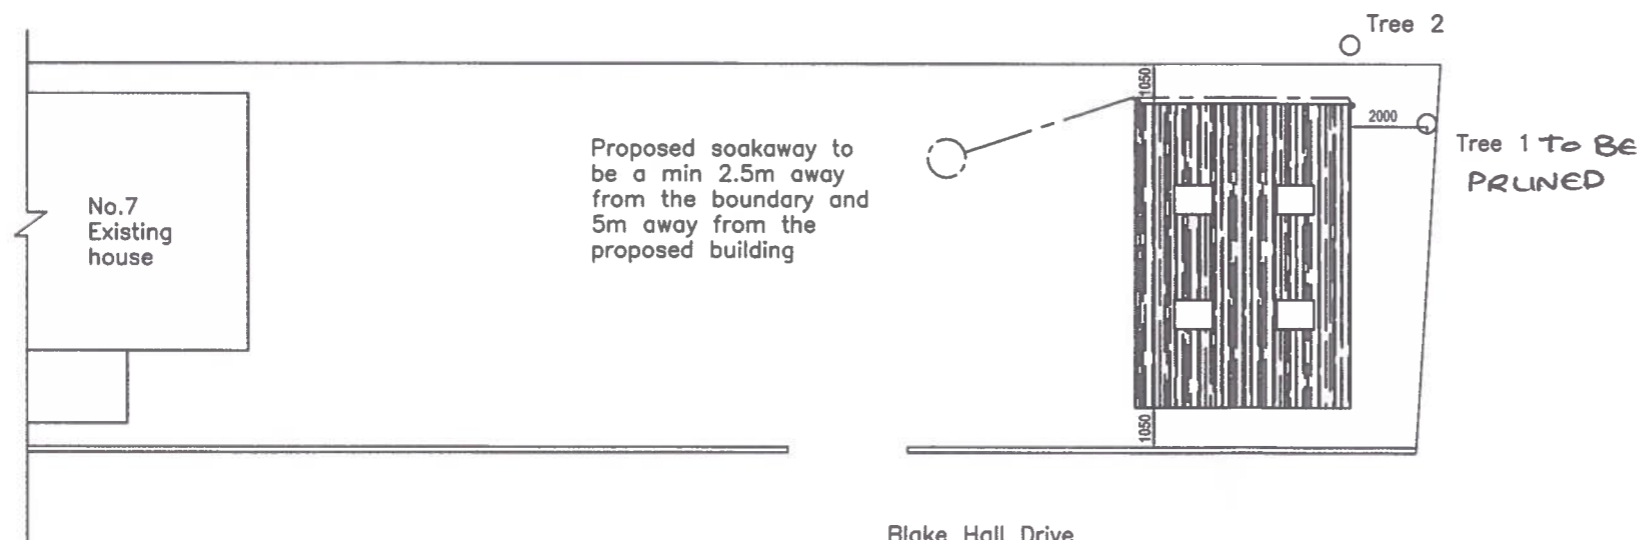 Tree 2
1050
2000
Tree 1 TO BE
PRUNED
Proposed soakaway to
be a min 2.5m away
from the boundary and
5m away from the
proposed building
No.7
Existing
house
1050
Blake Hall Drive